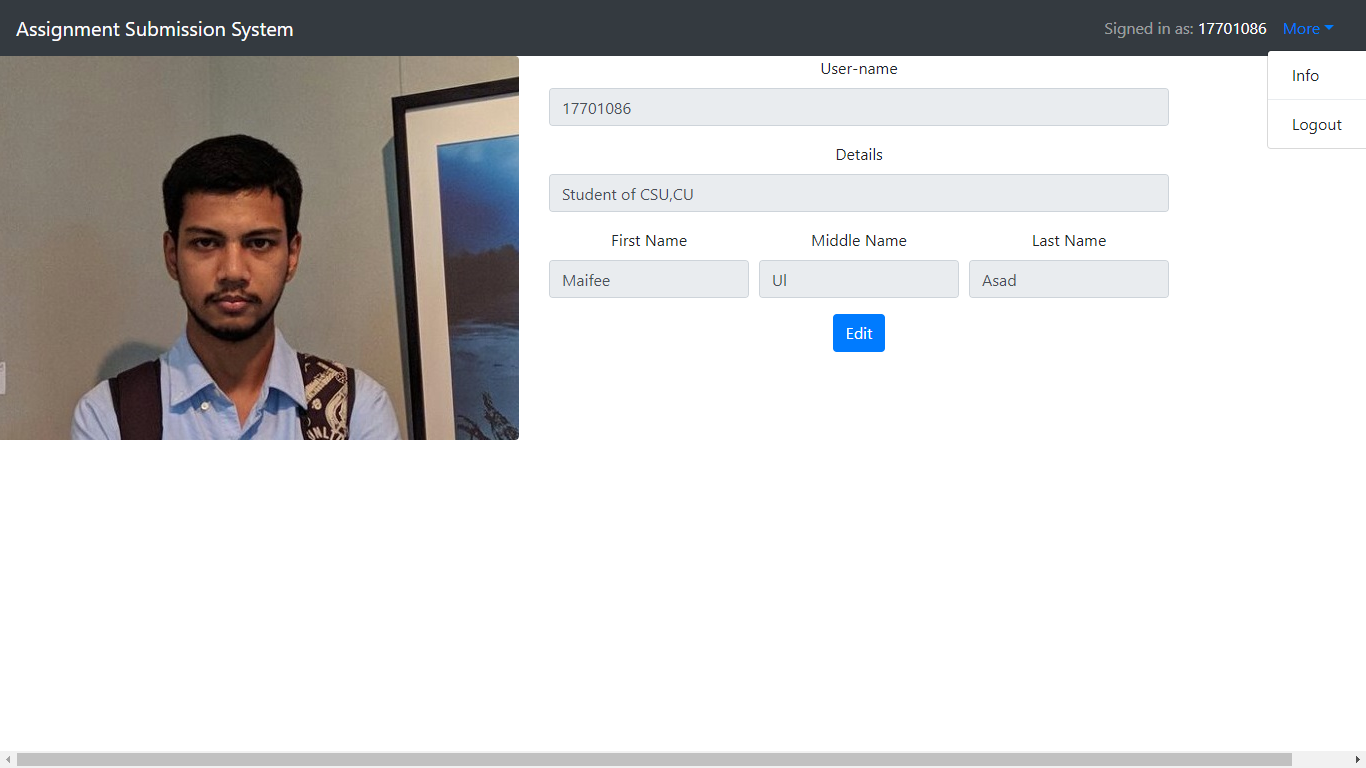 Assignment Submission System
Signed in as: 17701086 More
Info
Logout
User-name
17701086
Details
Student of CSU,CU
First Name Middle Name Last Name
Maifee Ul Asad
Edit